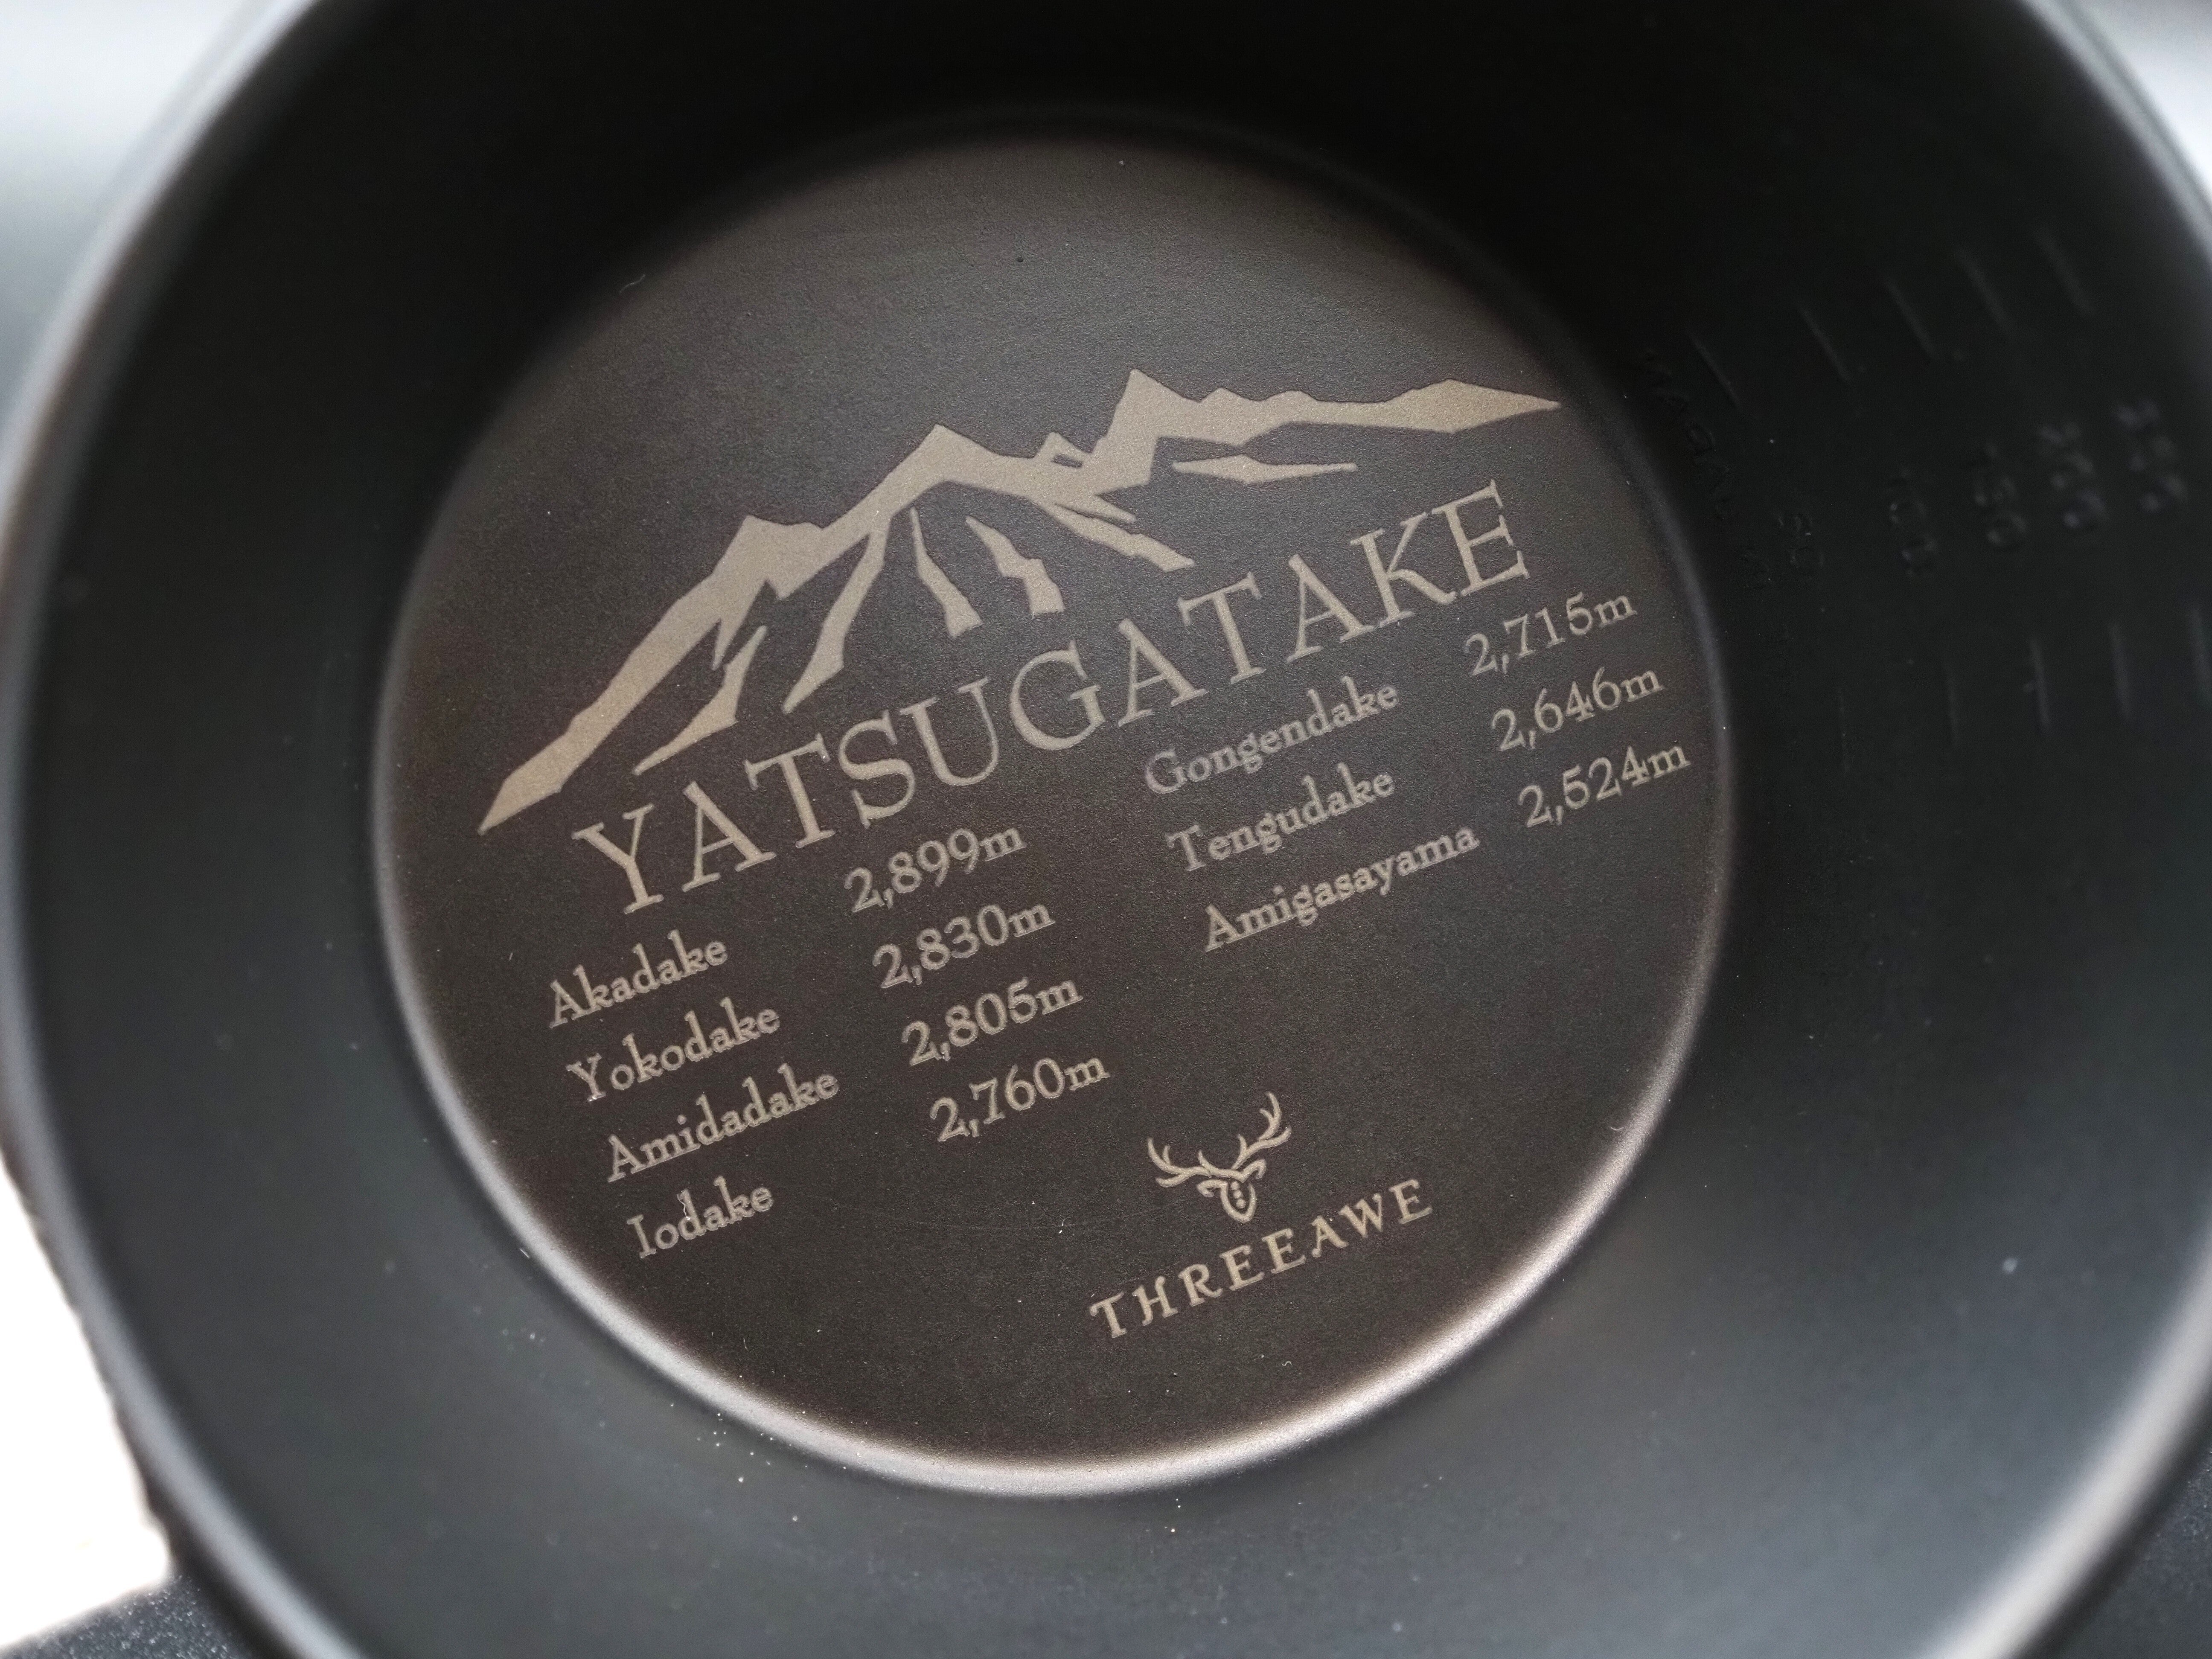 YATSUGATAKE
Akadake 2,899m
Yokodake 2,830m
Amidadake 2,805m
Iodake 2,760m
Gongendake 2,715m
Tengudake 2,646m
Amigasayama 2,524m
THREEAWE